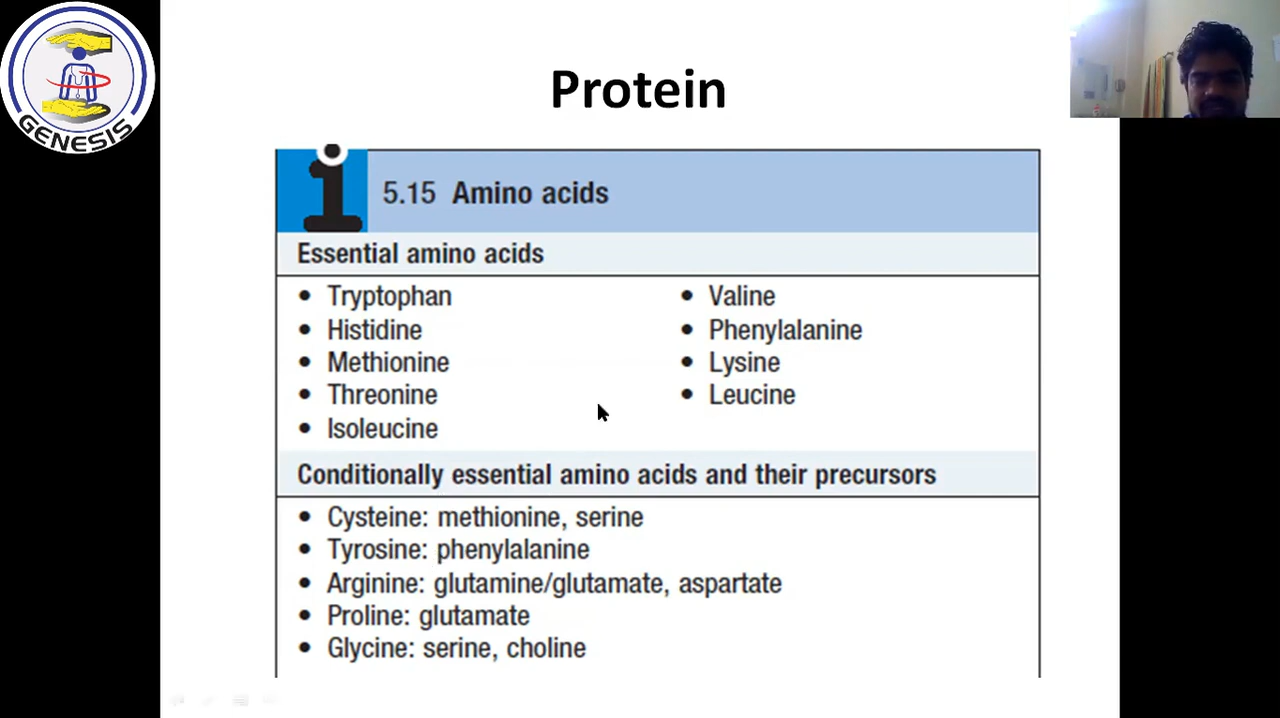 GENESIS
Protein
i 5.15 Amino acids
Essential amino acids
• Tryptophan
• Histidine
• Methionine
• Threonine
• Isoleucine
• Valine
• Phenylalanine
• Lysine
• Leucine
Conditionally essential amino acids and their precursors
• Cysteine: methionine, serine
• Tyrosine: phenylalanine
• Arginine: glutamine/glutamate, aspartate
• Proline: glutamate
• Glycine: serine, choline